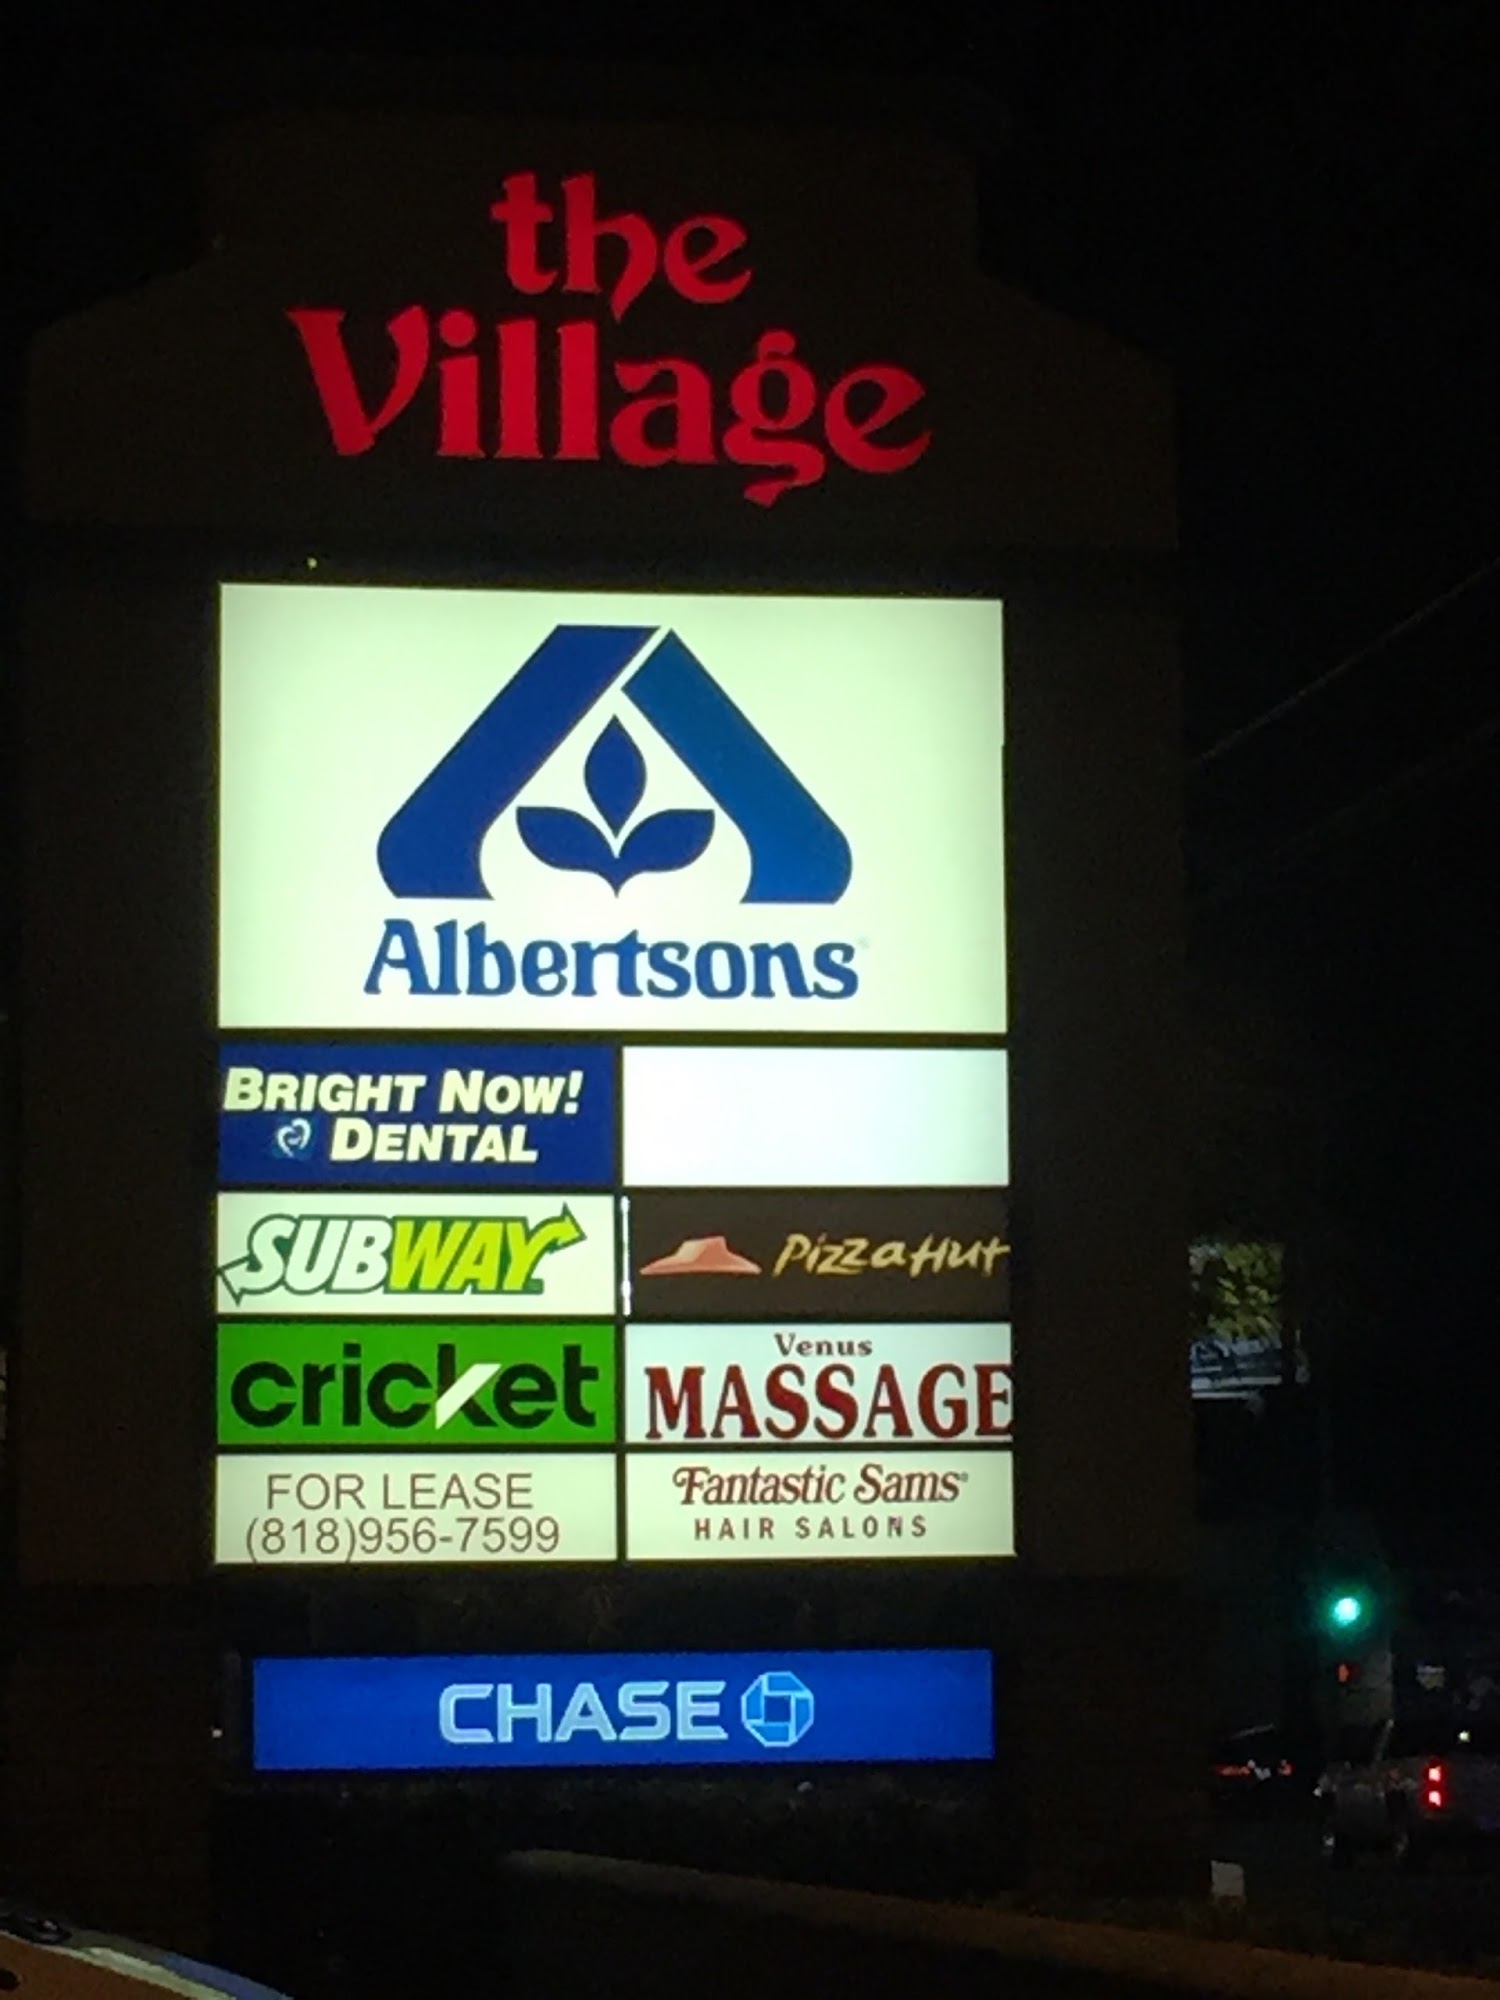 the
Village
Albertsons
BRIGHT NOW!
DENTAL
SUBWAY
PizzaHut
cricket
Venus
MASSAGE
FOR LEASE
(818)956-7599
Fantastic Sams
HAIR SALONS
CHASE